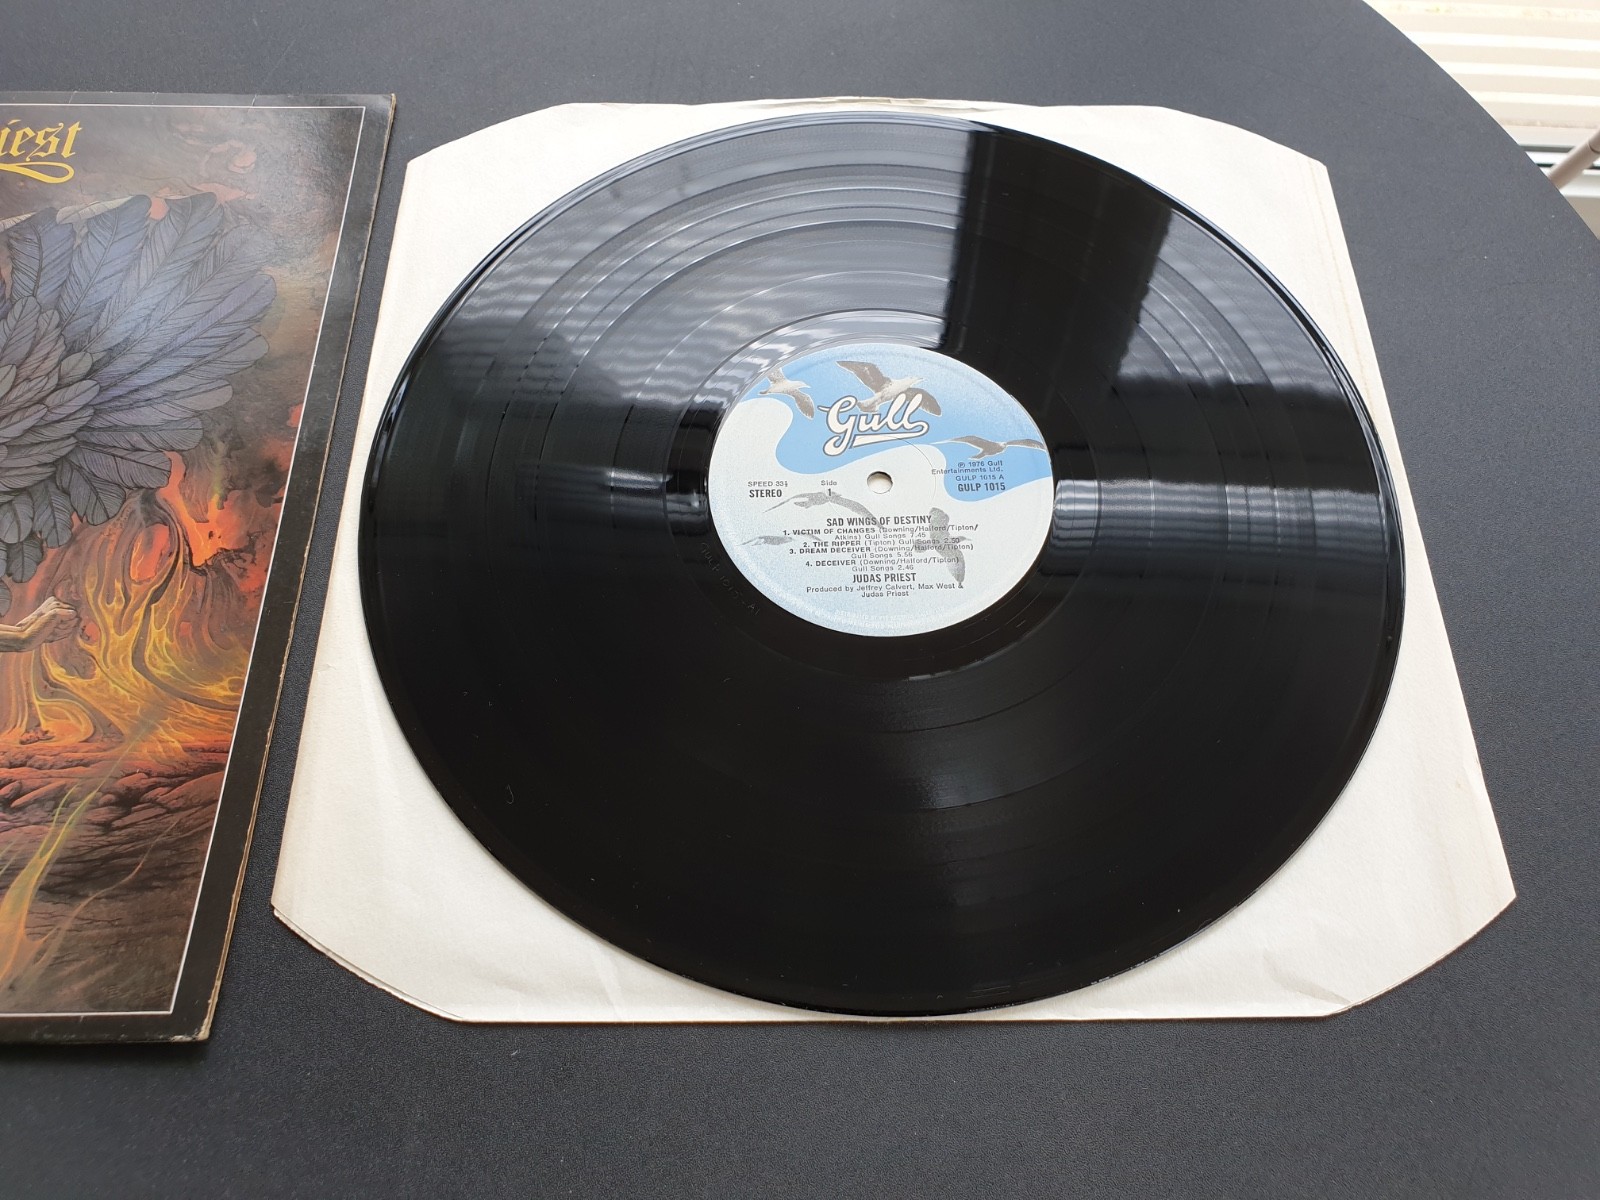 iest
Gull
℗ 1976 Gull
Entertainments Ltd.
GULP 1015 A
GULP 1015
SPEED 33⅓
STEREO
Side
1
SAD WINGS OF DESTINY
1. VICTIM OF CHANGES (Downing/Halford/Tipton/
Atkins) Gull Songs 7.45
2. THE RIPPER (Tipton) Gull Songs 2.50
3. DREAM DECEIVER (Downing/Halford/Tipton)
Gull Songs 5.56
4. DECEIVER (Downing/Halford/Tipton)
Gull Songs 2.46
JUDAS PRIEST
Produced by Jeffrey Calvert, Max West &
Judas Priest